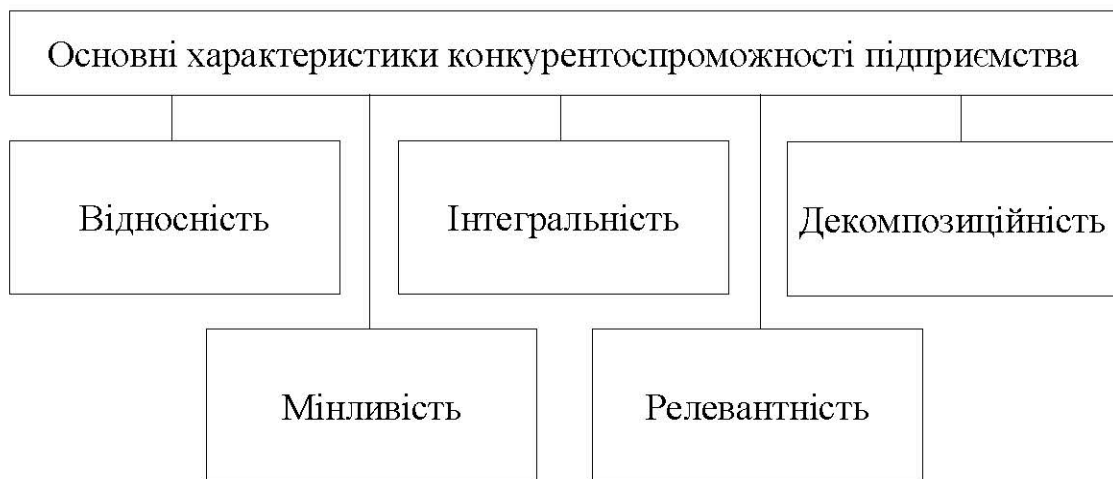 Основні характеристики конкурентоспроможності підприємства
Відносність
Інтегральність
Декомпозиційність
Мінливість
Релевантність